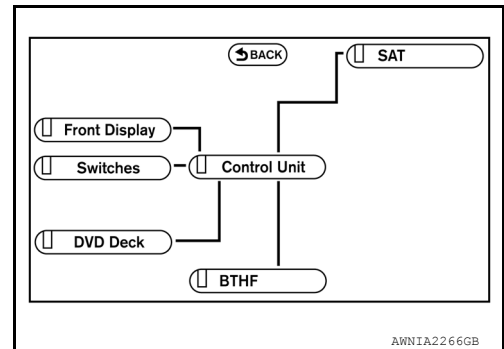 BACK
SAT
Front Display
Switches
Control Unit
DVD Deck
BTHF
AWNIA2266GB